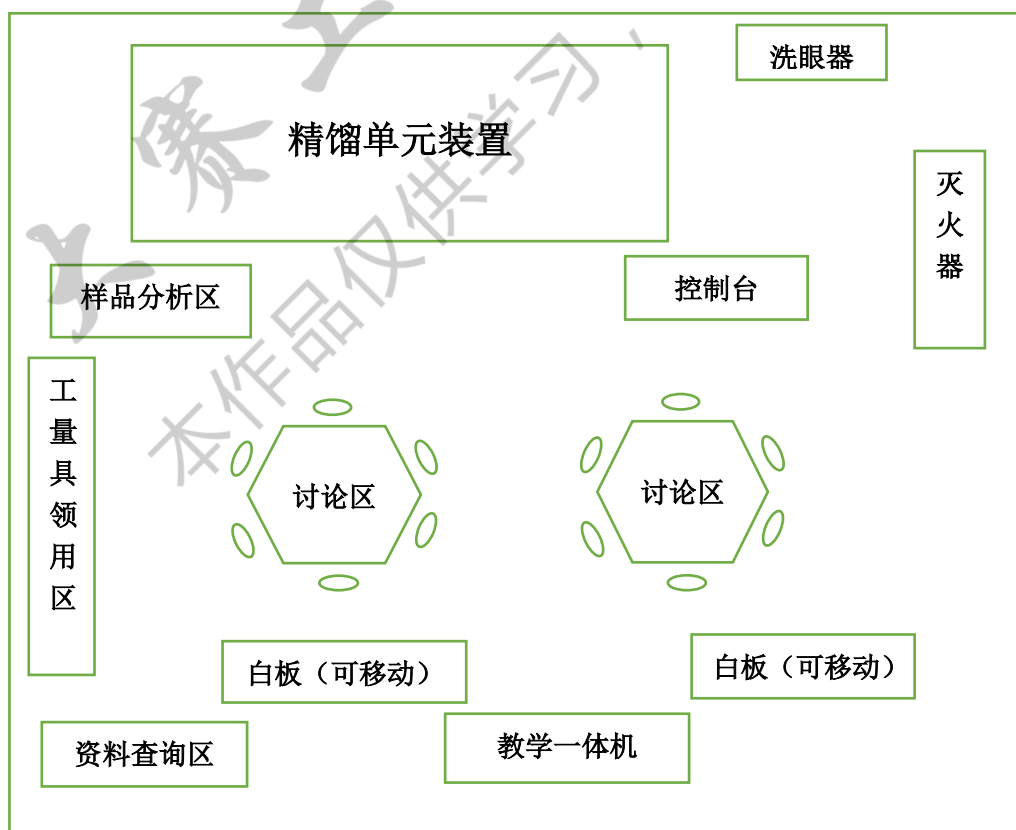 洗眼器
精馏单元装置
灭火器
样品分析区
控制台
工量具领用区
讨论区
讨论区
白板（可移动）
白板（可移动）
资料查询区
教学一体机
本作品仅供学习，